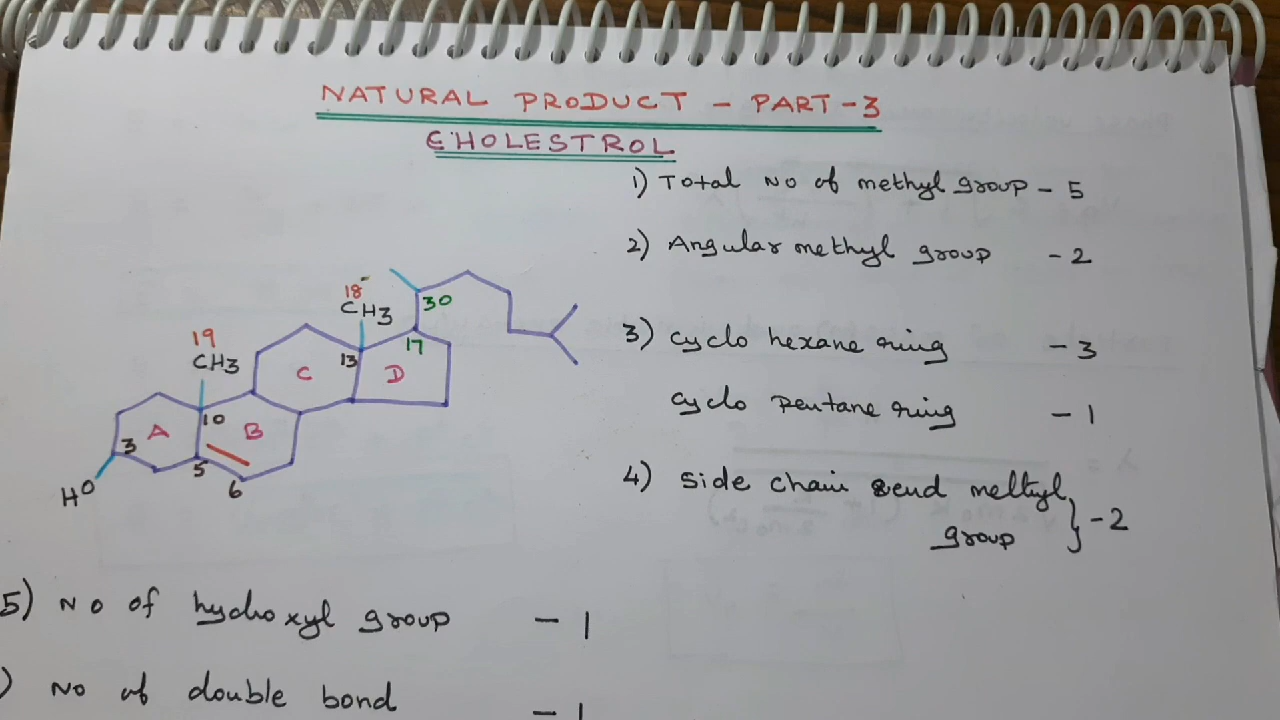 NATURAL PRODUCT - PART-3
CHOLESTROL
1) Total No of methyl group - 5
2) Angular methyl group - 2
3) cyclo hexane ring - 3
cyclo pentane ring - 1
4) side chain end methyl
group } - 2
18
CH3
30
19
CH3
13
17
C
D
10
A
B
3
5
6
HO
5) No of hydroxyl group - 1
) No of double bond - 1